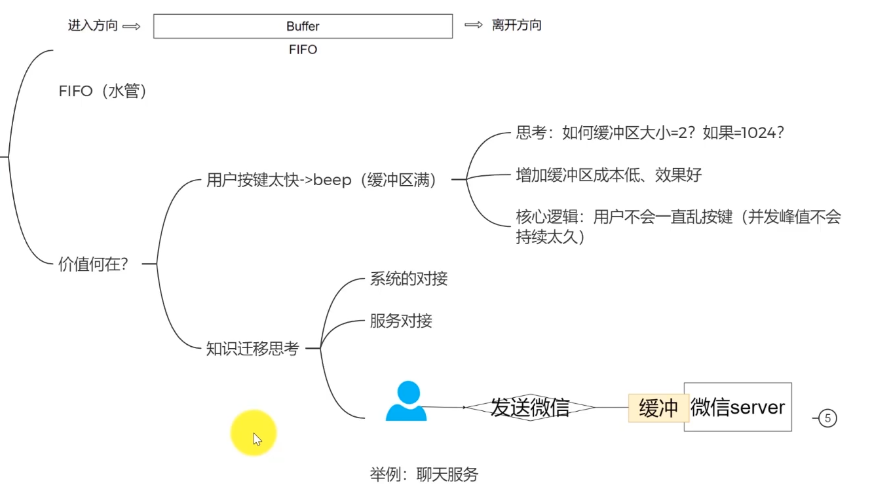 进入方向
Buffer
离开方向
FIFO
FIFO（水管）
思考：如何缓冲区大小=2？如果=1024？
用户按键太快->beep（缓冲区满）
增加缓冲区成本低、效果好
核心逻辑：用户不会一直乱按键（并发峰值不会
持续太久）
价值何在？
系统的对接
服务对接
知识迁移思考
发送微信
缓冲
微信server
5
举例：聊天服务